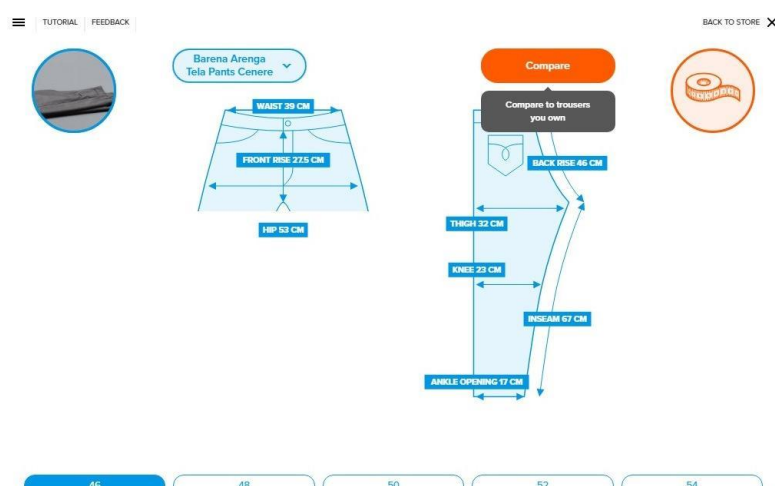 TUTORIAL
FEEDBACK
BACK TO STORE
Barena Arenga
Tela Pants Cenere
Compare
Compare to trousers
you own
WAIST 39 CM
FRONT RISE 27.5 CM
HIP 53 CM
BACK RISE 46 CM
THIGH 32 CM
KNEE 23 CM
INSEAM 67 CM
ANKLE OPENING 17 CM
46
48
50
52
54